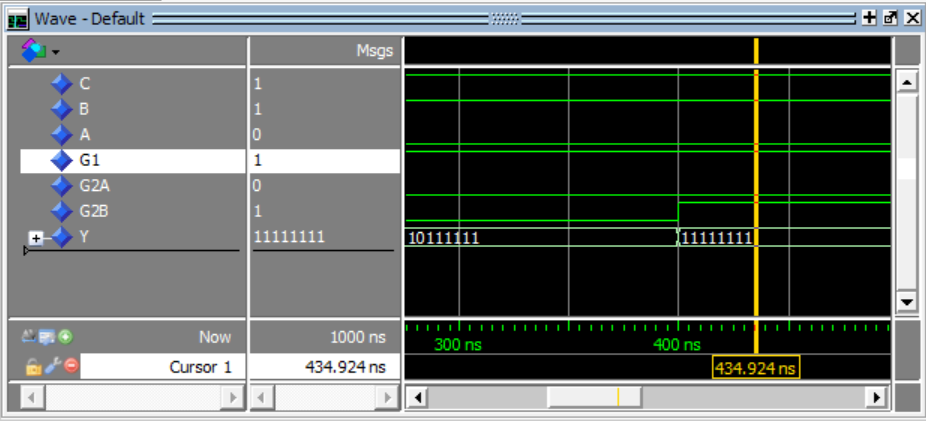 Wave - Default
Msgs
C 1
B 1
A 0
G1 1
G2A 0
G2B 1
Y 11111111 10111111 11111111
Now 1000 ns 300 ns 400 ns
Cursor 1 434.924 ns 434.924 ns